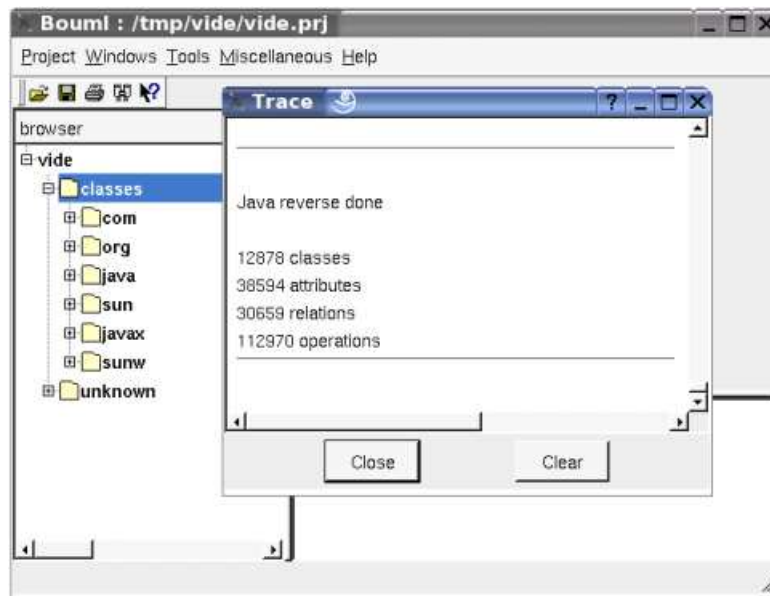 Bouml : /tmp/vide/vide.prj
Project Windows Tools Miscellaneous Help
browser
vide
classes
com
org
java
sun
javax
sunw
unknown
Trace
Java reverse done
12878 classes
38594 attributes
30659 relations
112970 operations
Close
Clear